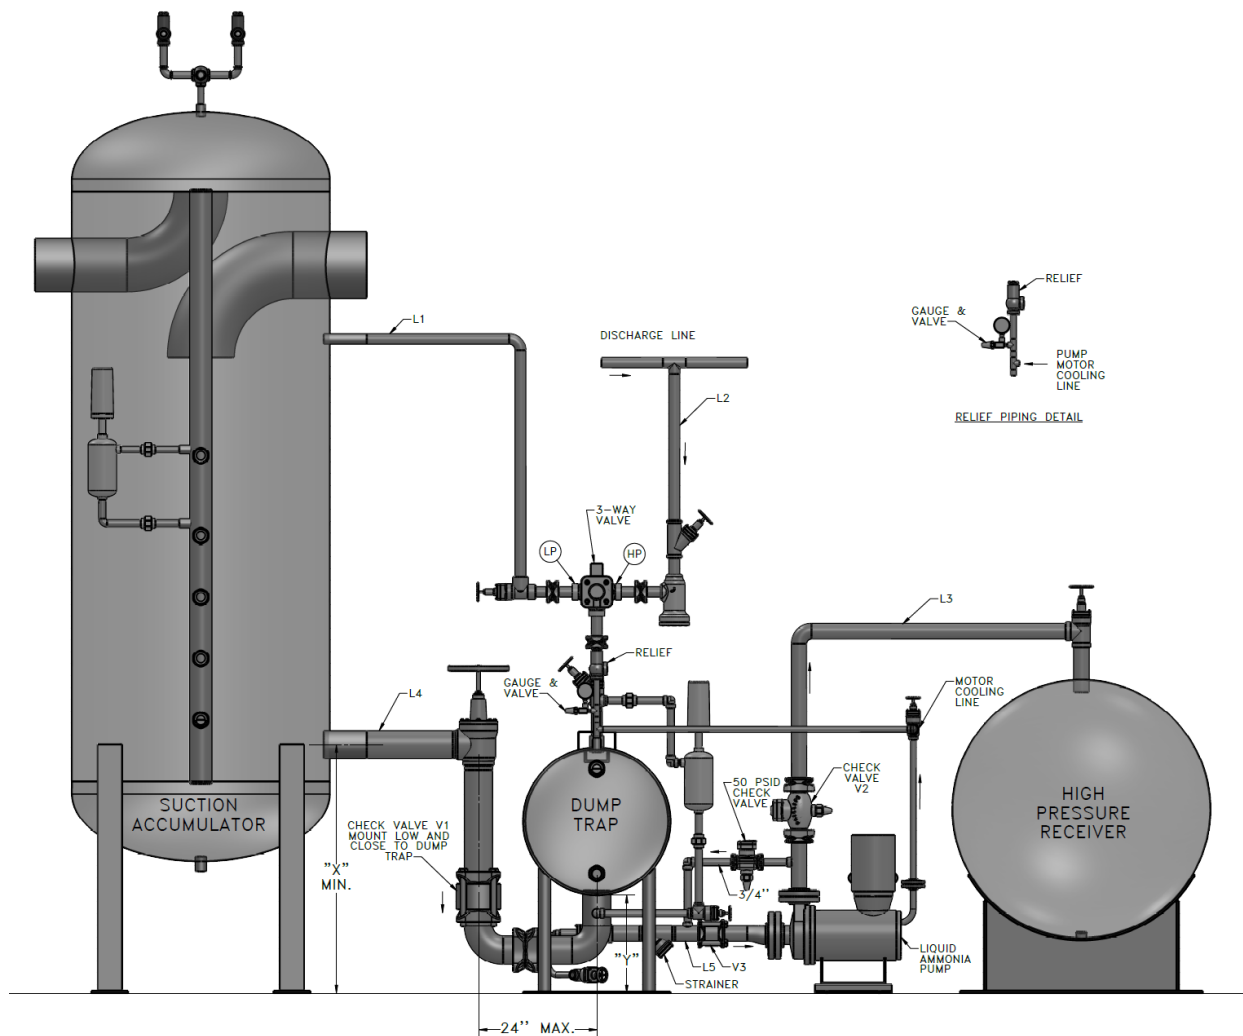 L1
DISCHARGE LINE
L2
RELIEF
GAUGE &
VALVE
PUMP
MOTOR
COOLING
LINE
RELIEF PIPING DETAIL
3-WAY
VALVE
LP
HP
L3
RELIEF
GAUGE &
VALVE
L4
MOTOR
COOLING
LINE
SUCTION
ACCUMULATOR
DUMP
TRAP
50 PSID
CHECK
VALVE
CHECK
VALVE
V2
HIGH
PRESSURE
RECEIVER
CHECK VALVE V1
MOUNT LOW AND
CLOSE TO DUMP
TRAP
"X"
MIN.
3/4"
"Y"
L5
V3
STRAINER
LIQUID
AMMONIA
PUMP
24" MAX.